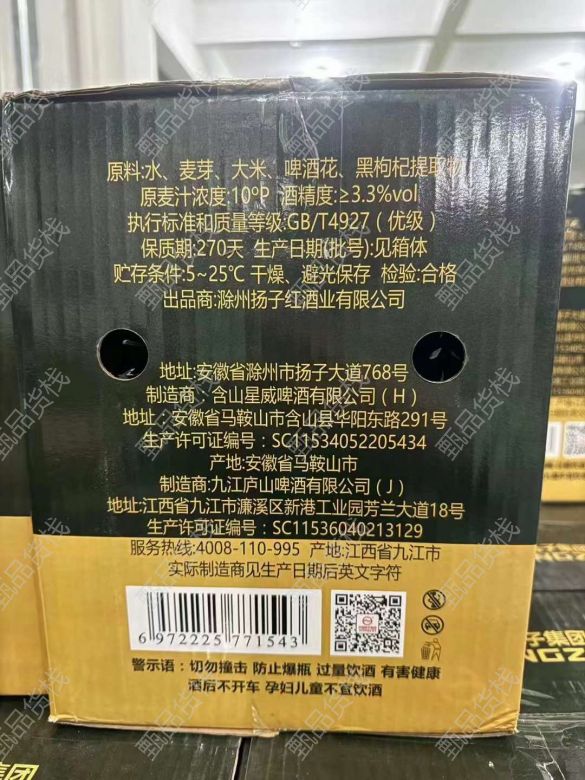 原料:水、麦芽、大米、啤酒花、黑枸杞提取物
原麦汁浓度:10°P 酒精度:≥3.3%vol
执行标准和质量等级:GB/T4927（优级）
保质期:270天 生产日期(批号):见箱体
贮存条件:5~25℃ 干燥、避光保存 检验:合格
出品商:滁州扬子红酒业有限公司
地址:安徽省滁州市扬子大道768号
制造商：含山星威啤酒有限公司（H）
地址：安徽省马鞍山市含山县华阳东路291号
生产许可证编号：SC11534052205434
产地:安徽省马鞍山市
制造商:九江庐山啤酒有限公司（J）
地址:江西省九江市濂溪区新港工业园芳兰大道18号
生产许可证编号：SC11536040213129
服务热线:4008-110-995 产地:江西省九江市
实际制造商见生产日期后英文字符
6972225771543
警示语：切勿撞击 防止爆瓶 过量饮酒 有害健康
酒后不开车 孕妇儿童不宜饮酒
子集团
甄品货栈